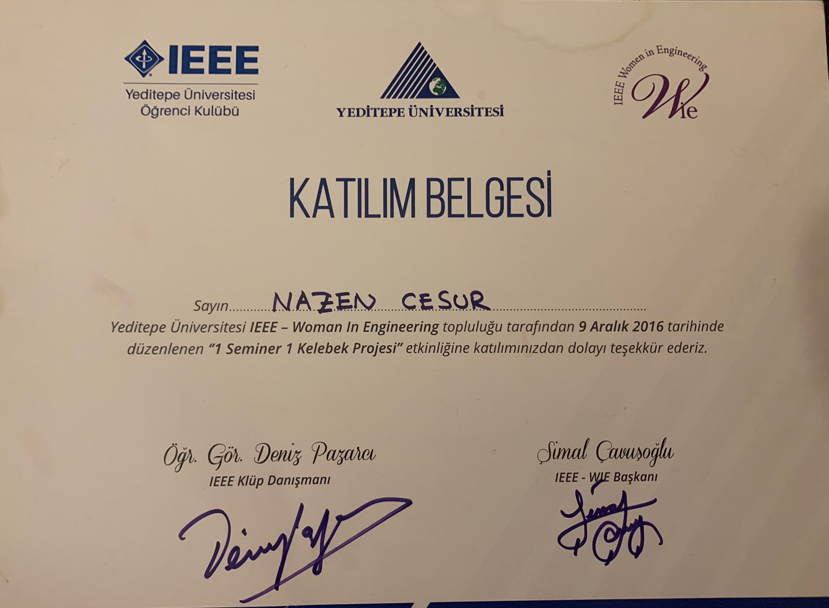 IEEE
Yeditepe Üniversitesi
Öğrenci Kulübü
YEDİTEPE ÜNİVERSİTESİ
IEEE Women in Engineering
Wie
KATILIM BELGESİ
Sayın........NAZEN CESUR........
Yeditepe Üniversitesi IEEE – Woman In Engineering topluluğu tarafından 9 Aralık 2016 tarihinde
düzenlenen “1 Seminer 1 Kelebek Projesi” etkinliğine katılımınızdan dolayı teşekkür ederiz.
Öğr. Gör. Deniz Pazarcı
IEEE Klüp Danışmanı
Şimal Çavuşoğlu
IEEE - WIE Başkanı